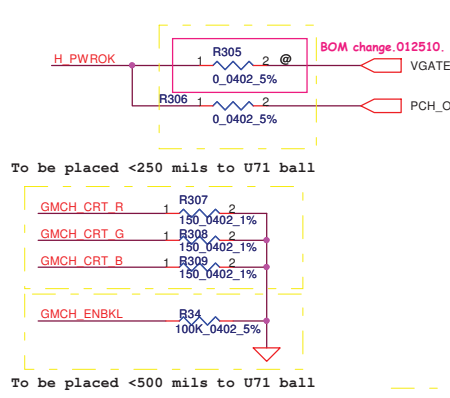 BOM change.012510.
R305
H_PWROK 1 2 @ VGATE
0_0402_5%
R306 1 2 PCH_O
0_0402_5%
To be placed <250 mils to U71 ball
R307
GMCH_CRT_R 1 2
150_0402_1%
R308
GMCH_CRT_G 1 2
150_0402_1%
R309
GMCH_CRT_B 1 2
150_0402_1%
GMCH_ENBKL R34
100K_0402_5%
To be placed <500 mils to U71 ball